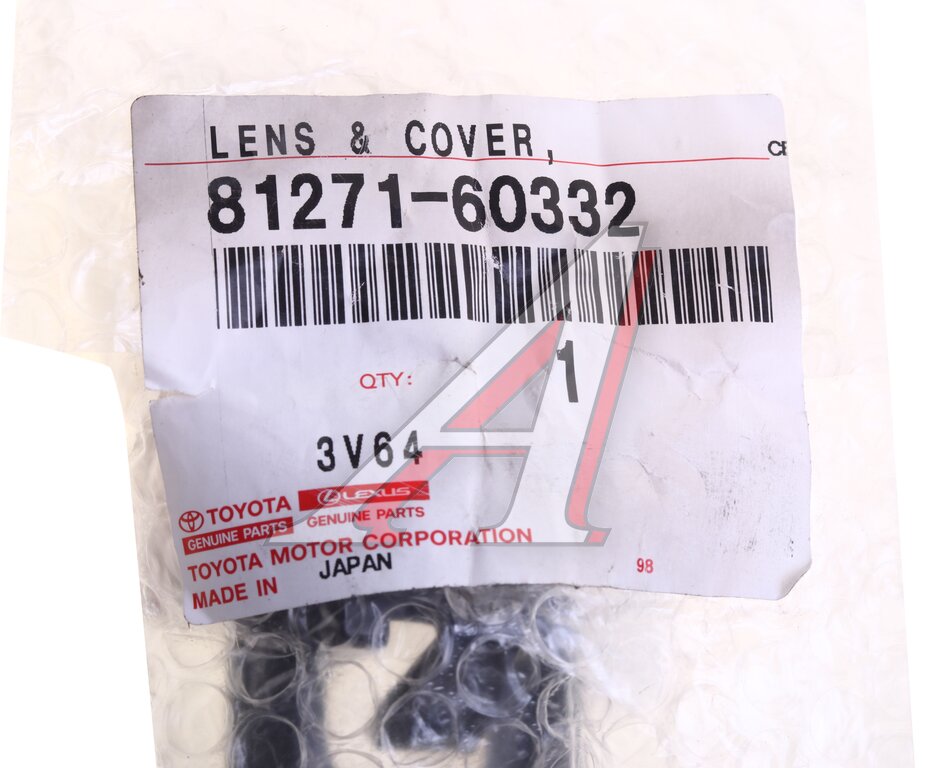 LENS & COVER,
81271-60332
QTY: 1
3V64
TOYOTA LEXUS
GENUINE PARTS GENUINE PARTS
TOYOTA MOTOR CORPORATION
MADE IN JAPAN
98